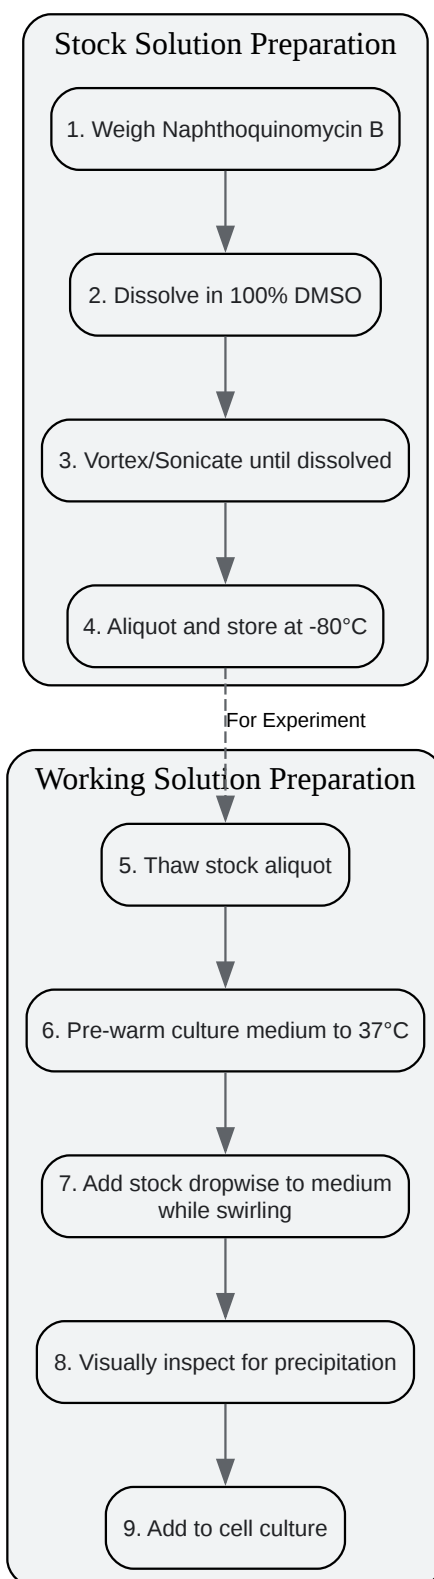 Stock Solution Preparation
1. Weigh Naphthoquinomycin B
2. Dissolve in 100% DMSO
3. Vortex/Sonicate until dissolved
4. Aliquot and store at -80°C
For Experiment
Working Solution Preparation
5. Thaw stock aliquot
6. Pre-warm culture medium to 37°C
7. Add stock dropwise to medium
while swirling
8. Visually inspect for precipitation
9. Add to cell culture